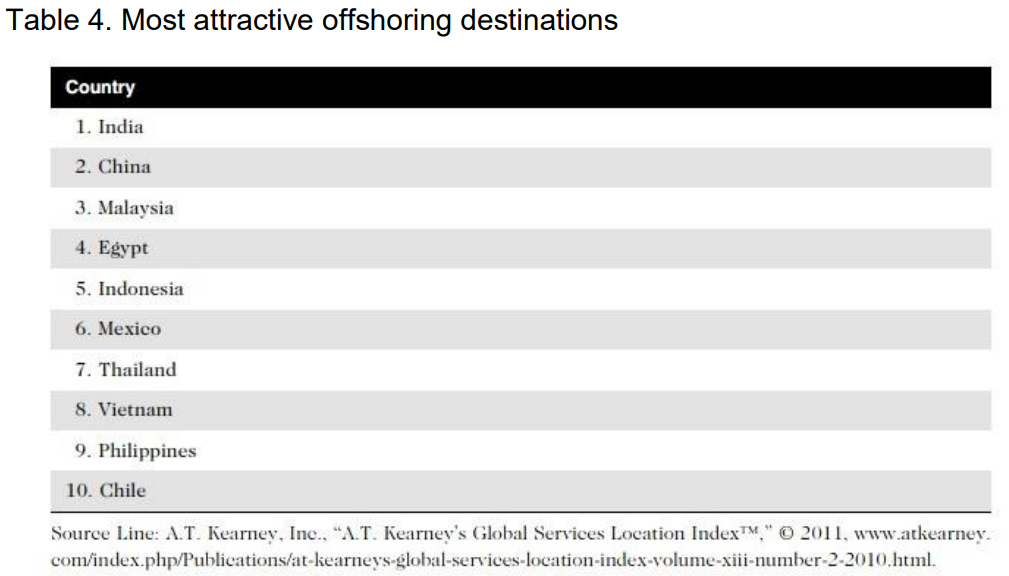 Table 4. Most attractive offshoring destinations
Country
1. India
2. China
3. Malaysia
4. Egypt
5. Indonesia
6. Mexico
7. Thailand
8. Vietnam
9. Philippines
10. Chile
Source Line: A.T. Kearney, Inc., “A.T. Kearney’s Global Services Location Index™,” © 2011, www.atkearney.
com/index.php/Publications/at-kearneys-global-services-location-index-volume-xiii-number-2-2010.html.